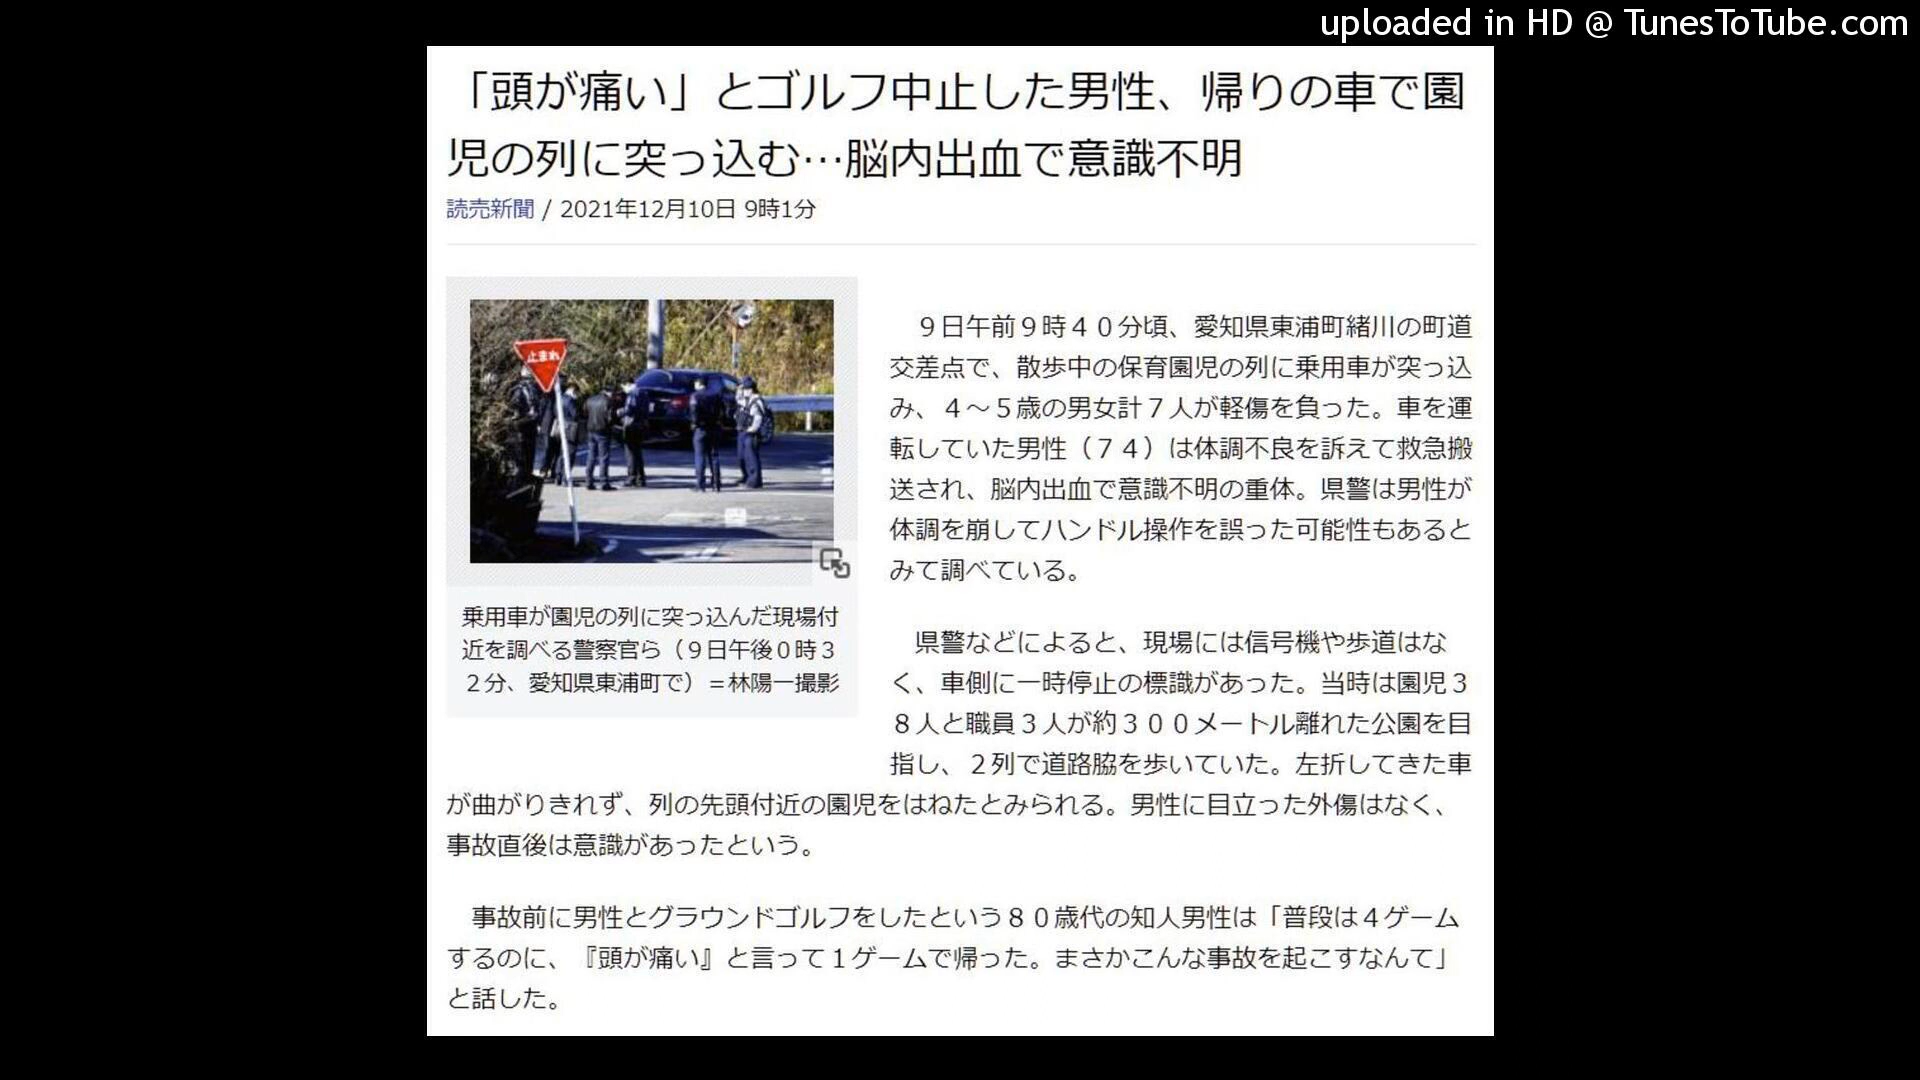 uploaded in HD @ TunesToTube.com
「頭が痛い」とゴルフ中止した男性、帰りの車で園
児の列に突っ込む…脳内出血で意識不明
読売新聞 / 2021年12月10日 9時1分
止まれ
乗用車が園児の列に突っ込んだ現場付
近を調べる警察官ら（９日午後０時３
２分、愛知県東浦町で）＝林陽一撮影
９日午前９時４０分頃、愛知県東浦町緒川の町道
交差点で、散歩中の保育園児の列に乗用車が突っ込
み、４～５歳の男女計７人が軽傷を負った。車を運
転していた男性（７４）は体調不良を訴えて救急搬
送され、脳内出血で意識不明の重体。県警は男性が
体調を崩してハンドル操作を誤った可能性もあると
みて調べている。
県警などによると、現場には信号機や歩道はな
く、車側に一時停止の標識があった。当時は園児３
８人と職員３人が約３００メートル離れた公園を目
指し、２列で道路脇を歩いていた。左折してきた車
が曲がりきれず、列の先頭付近の園児をはねたとみられる。男性に目立った外傷はなく、
事故直後は意識があったという。
事故前に男性とグラウンドゴルフをしたという８０歳代の知人男性は「普段は４ゲーム
するのに、『頭が痛い』と言って１ゲームで帰った。まさかこんな事故を起こすなんて」
と話した。